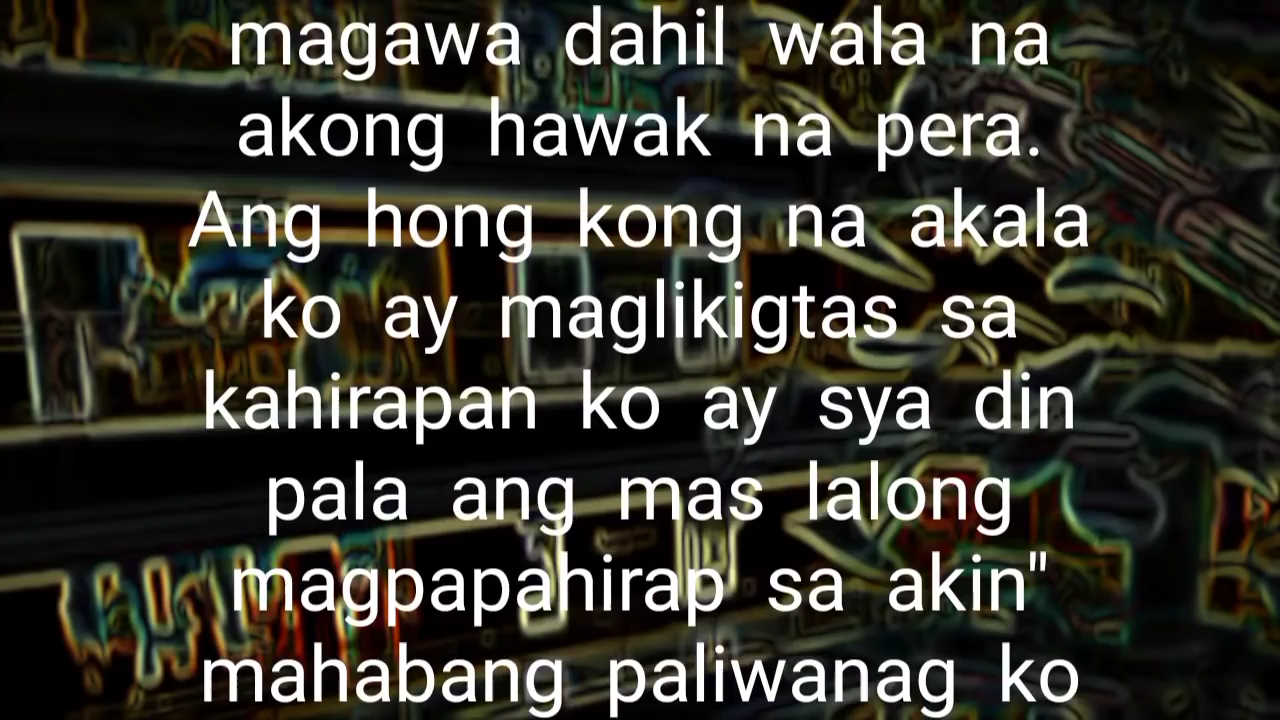 magawa dahil wala na
akong hawak na pera.
Ang hong kong na akala
ko ay maglikigtas sa
kahirapan ko ay sya din
pala ang mas lalong
magpapahirap sa akin"
mahabang paliwanag ko